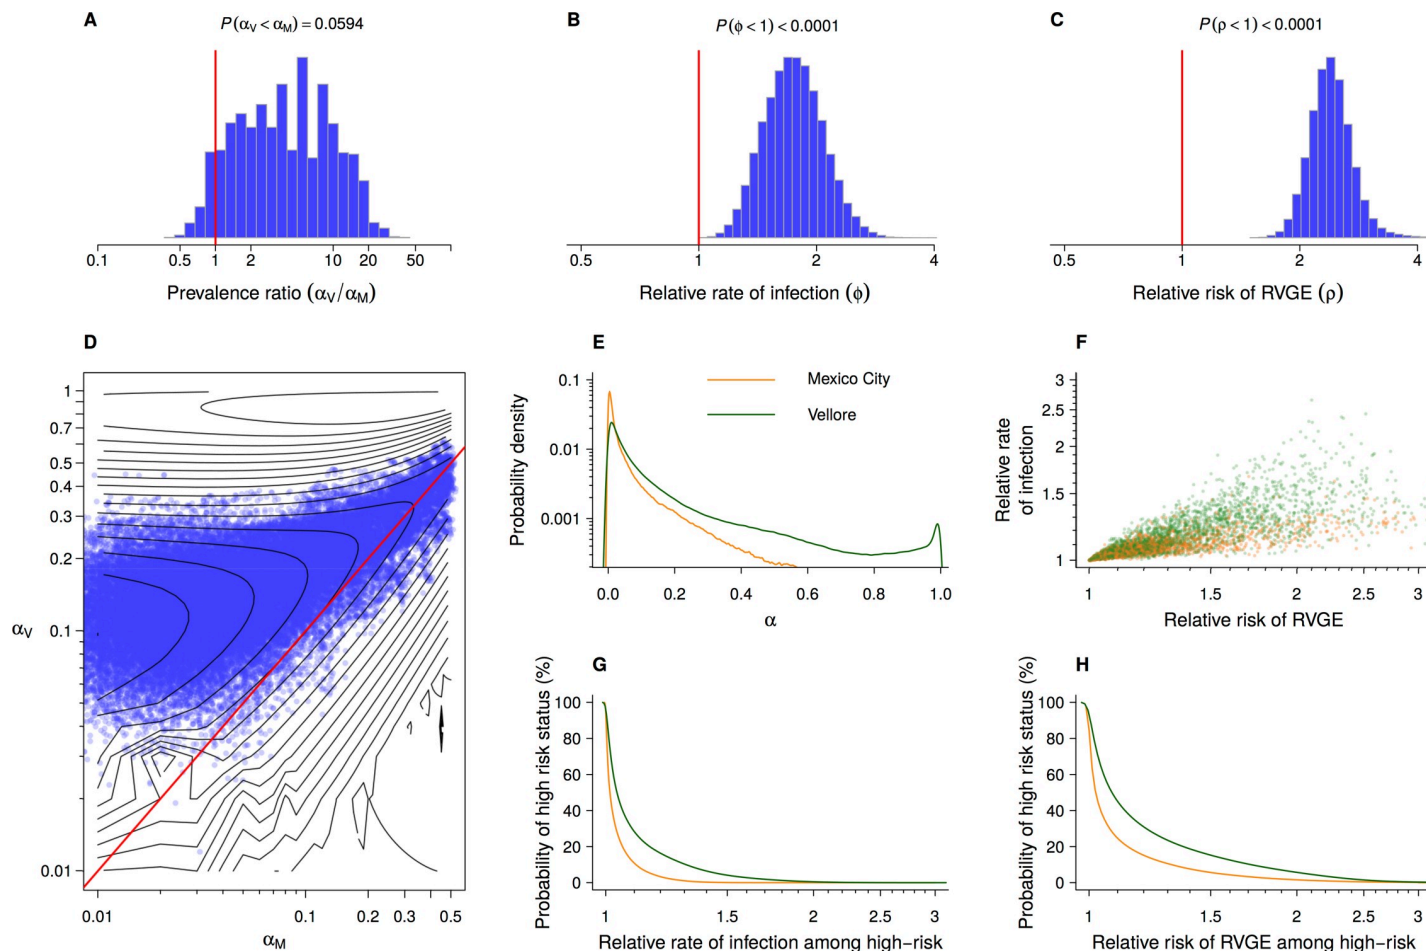 A
P(αV < αM) = 0.0594
0.1 0.5 1 2 10 20 50
Prevalence ratio (αV/αM)
B
P(ϕ < 1) < 0.0001
0.5 1 2 4
Relative rate of infection (ϕ)
C
P(ρ < 1) < 0.0001
0.5 1 2 4
Relative risk of RVGE (ρ)
D
1
0.7
0.5
0.4
0.3
0.2
0.1
0.01
αV
0.01 0.1 0.2 0.3 0.5
αM
E
Mexico City
Vellore
0.1
0.01
0.001
Probability density
0.0 0.2 0.4 0.6 0.8 1.0
α
F
3
2.5
2
1.5
1
Relative rate
of infection
1 1.5 2 2.5 3
Relative risk of RVGE
G
100
80
60
40
20
0
Probability of high risk status (%)
1 1.5 2 2.5 3
Relative rate of infection among high−risk
H
100
80
60
40
20
0
Probability of high risk status (%)
1 1.5 2 2.5 3
Relative risk of RVGE among high−risk